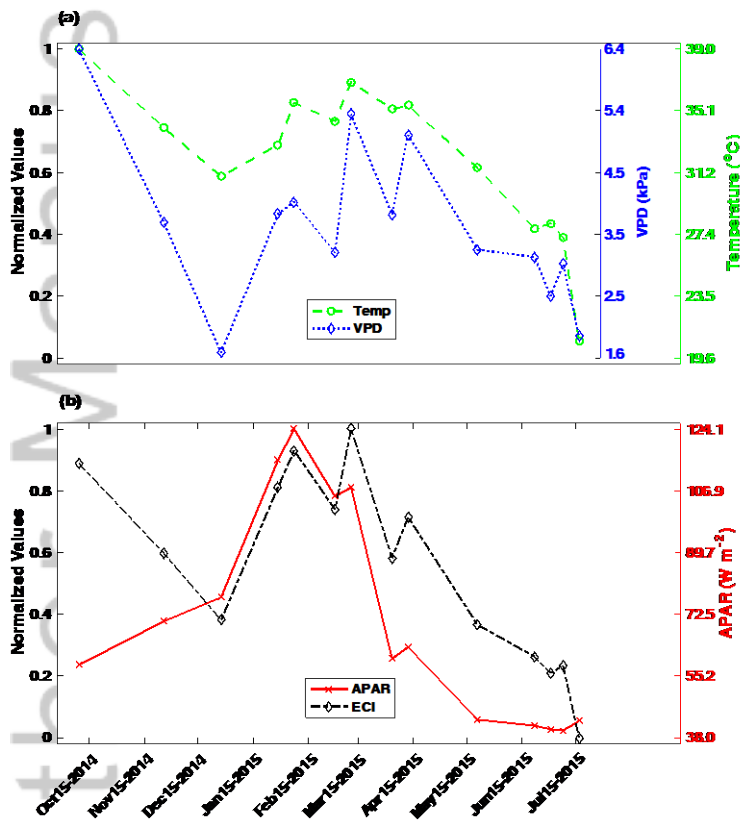 (a)
1
0.8
0.6
0.4
0.2
0
Normalized Values
6.4
5.4
4.5
3.5
2.5
1.6
VPD (kPa)
39.0
35.1
31.2
27.4
23.5
19.6
Temperature (°C)
Temp
VPD
(b)
1
0.8
0.6
0.4
0.2
0
Normalized Values
124.1
106.9
89.7
72.5
55.2
38.0
APAR (W m-2)
APAR
ECI
Oct15-2014
Nov15-2014
Dec15-2014
Jan15-2015
Feb15-2015
Mar15-2015
Apr15-2015
May15-2015
Jun15-2015
Jul15-2015